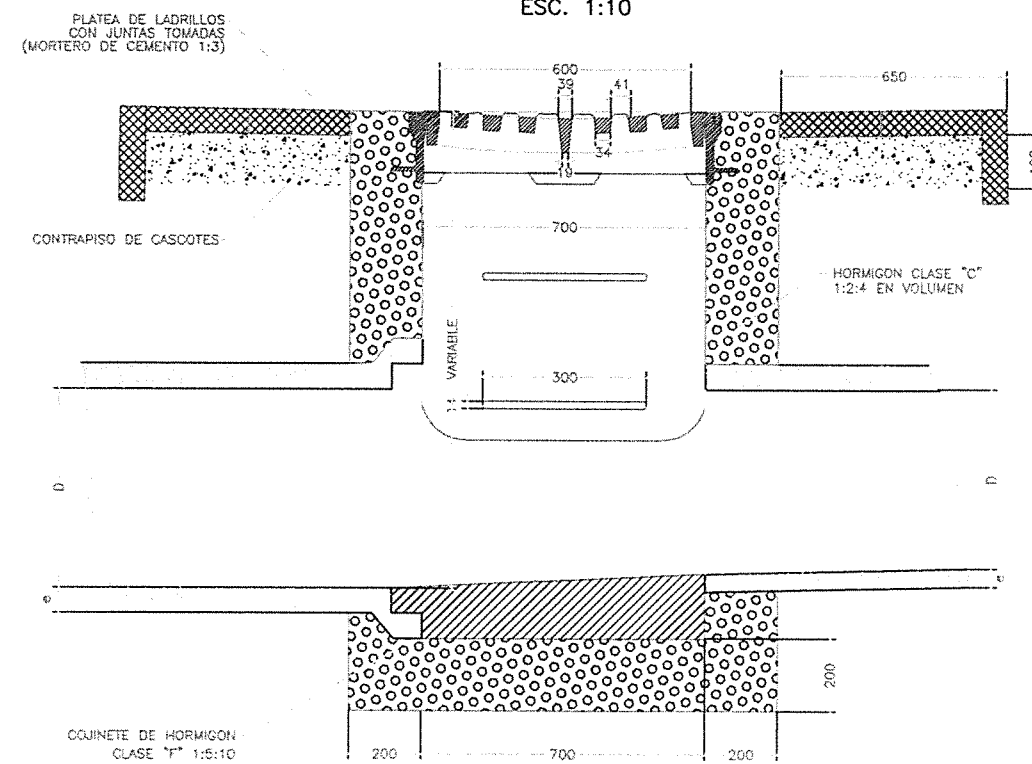 ESC. 1:10
PLATEA DE LADRILLOS
CON JUNTAS TOMADAS
(MORTERO DE CEMENTO 1:3)
600
39
41
650
34
19
700
CONTRAPISO DE CASCOTES
HORMIGON CLASE "C"
1:2:4 EN VOLUMEN
VARIABILE
300
D
D
e
e
200
COJINETE DE HORMIGON
CLASE "F" 1:5:10
200
700
200